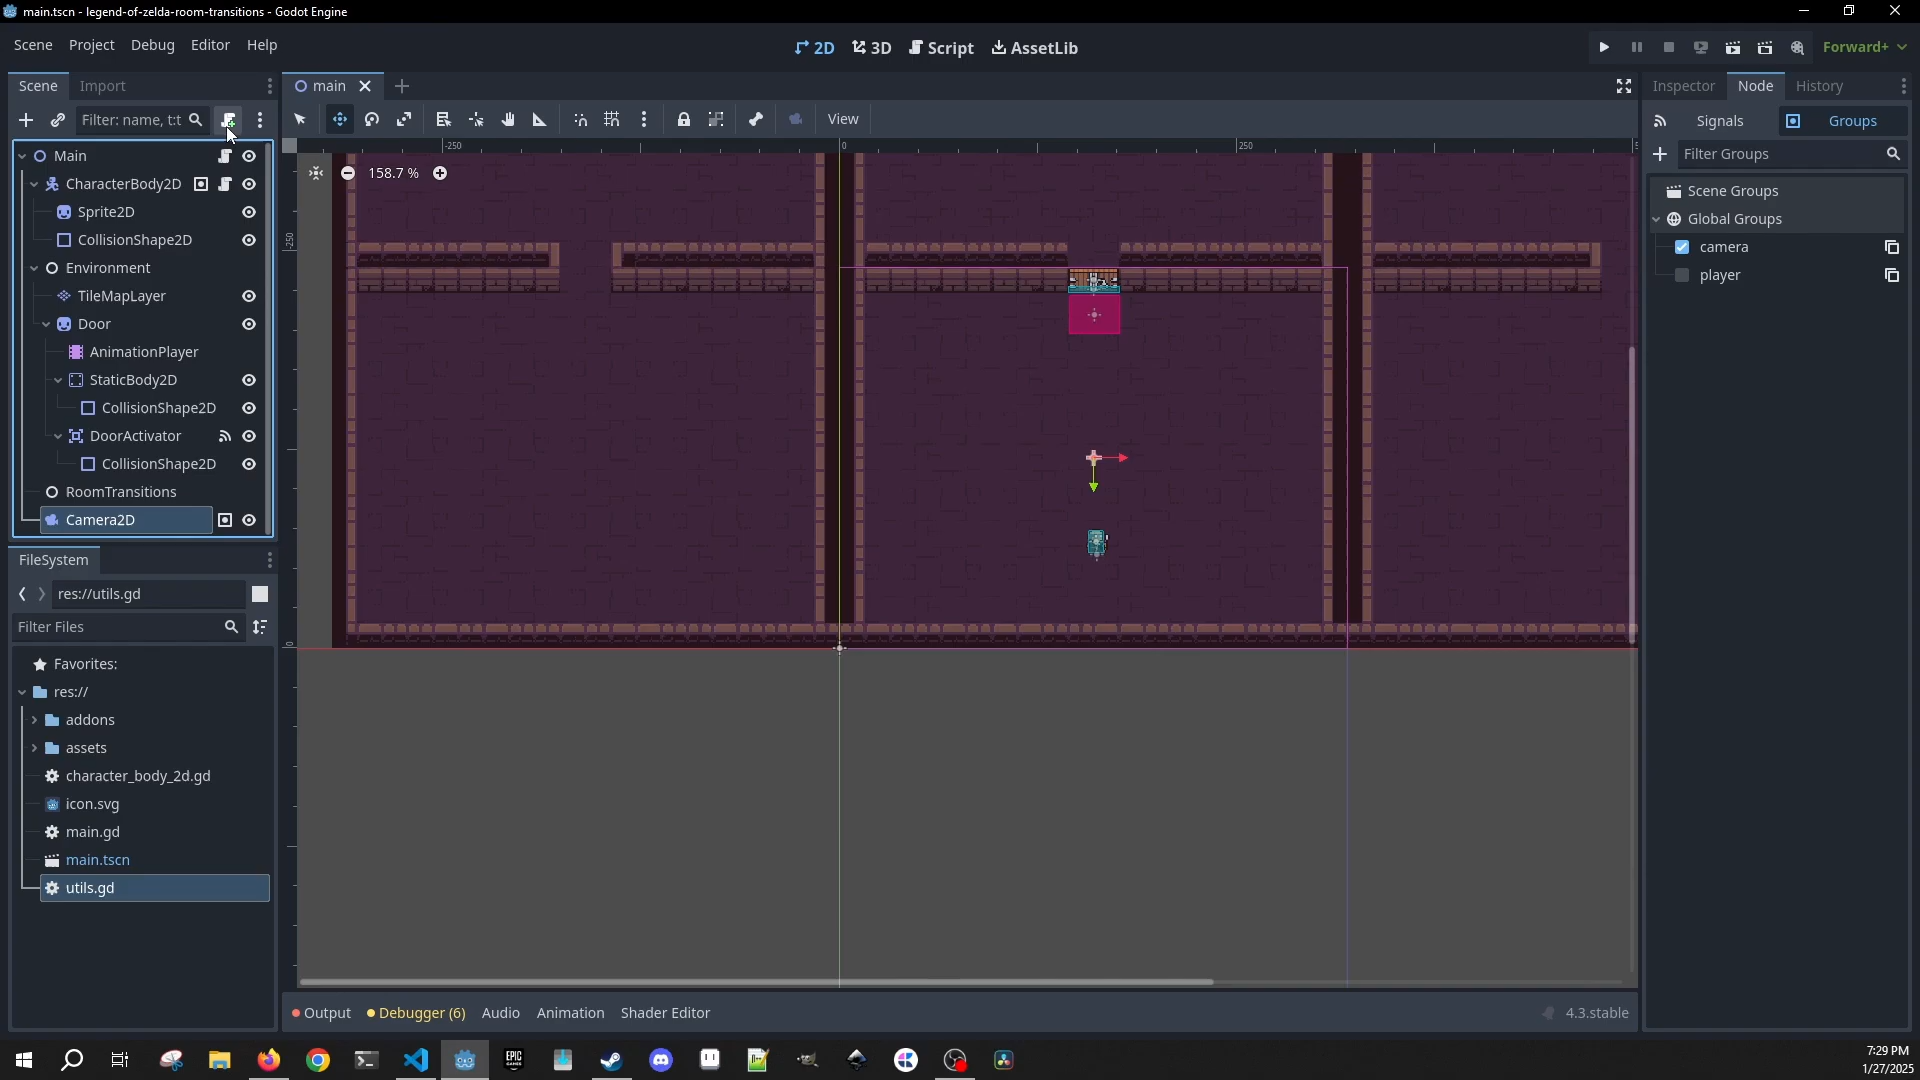 main.tscn - legend-of-zelda-room-transitions - Godot Engine
Scene Project Debug Editor Help
2D 3D Script AssetLib
Forward+
Scene Import
main
Inspector Node History
Filter: name, t:t
View
Signals Groups
Filter Groups
Scene Groups
Global Groups
camera
player
Main
CharacterBody2D
Sprite2D
CollisionShape2D
Environment
TileMapLayer
Door
AnimationPlayer
StaticBody2D
CollisionShape2D
DoorActivator
CollisionShape2D
RoomTransitions
Camera2D
-250 0 250
158.7 %
-250
0
FileSystem
res://utils.gd
Filter Files
Favorites:
res://
addons
assets
character_body_2d.gd
icon.svg
main.gd
main.tscn
utils.gd
Output Debugger (6) Audio Animation Shader Editor
4.3.stable
EPIC GAMES
7:29 PM
1/27/2025